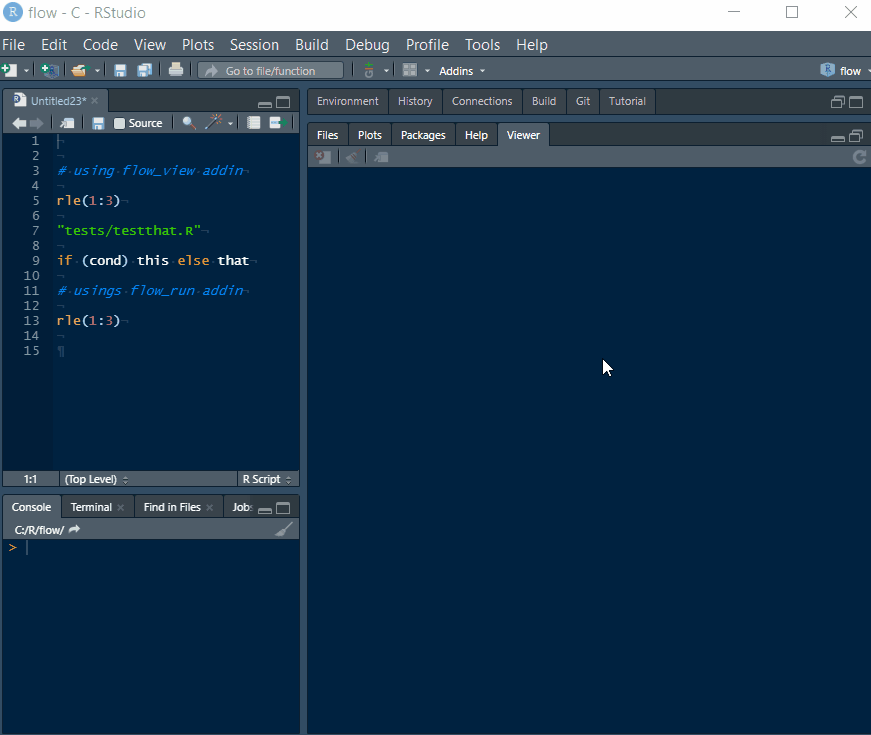 R flow - C - RStudio
File Edit Code View Plots Session Build Debug Profile Tools Help
Go to file/function Addins flow
Untitled23* Environment History Connections Build Git Tutorial
Source Files Plots Packages Help Viewer
1
2
3 # using flow_view addin
4
5 rle(1:3)
6
7 "tests/testthat.R"
8
9 if (cond) this else that
10
11 # usings flow_run addin
12
13 rle(1:3)
14
15
1:1 (Top Level) R Script
Console Terminal Find in Files Jobs
C:/R/flow/
>